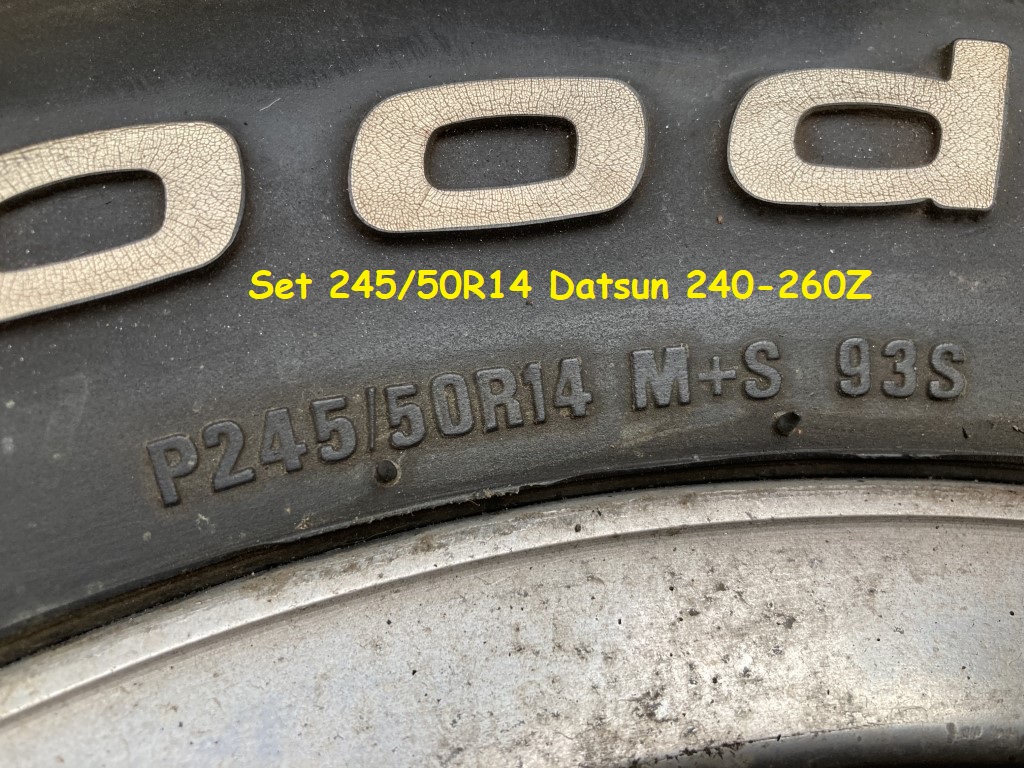 ood
Set 245/50R14 Datsun 240-260Z
P245/50R14 M+S 93S